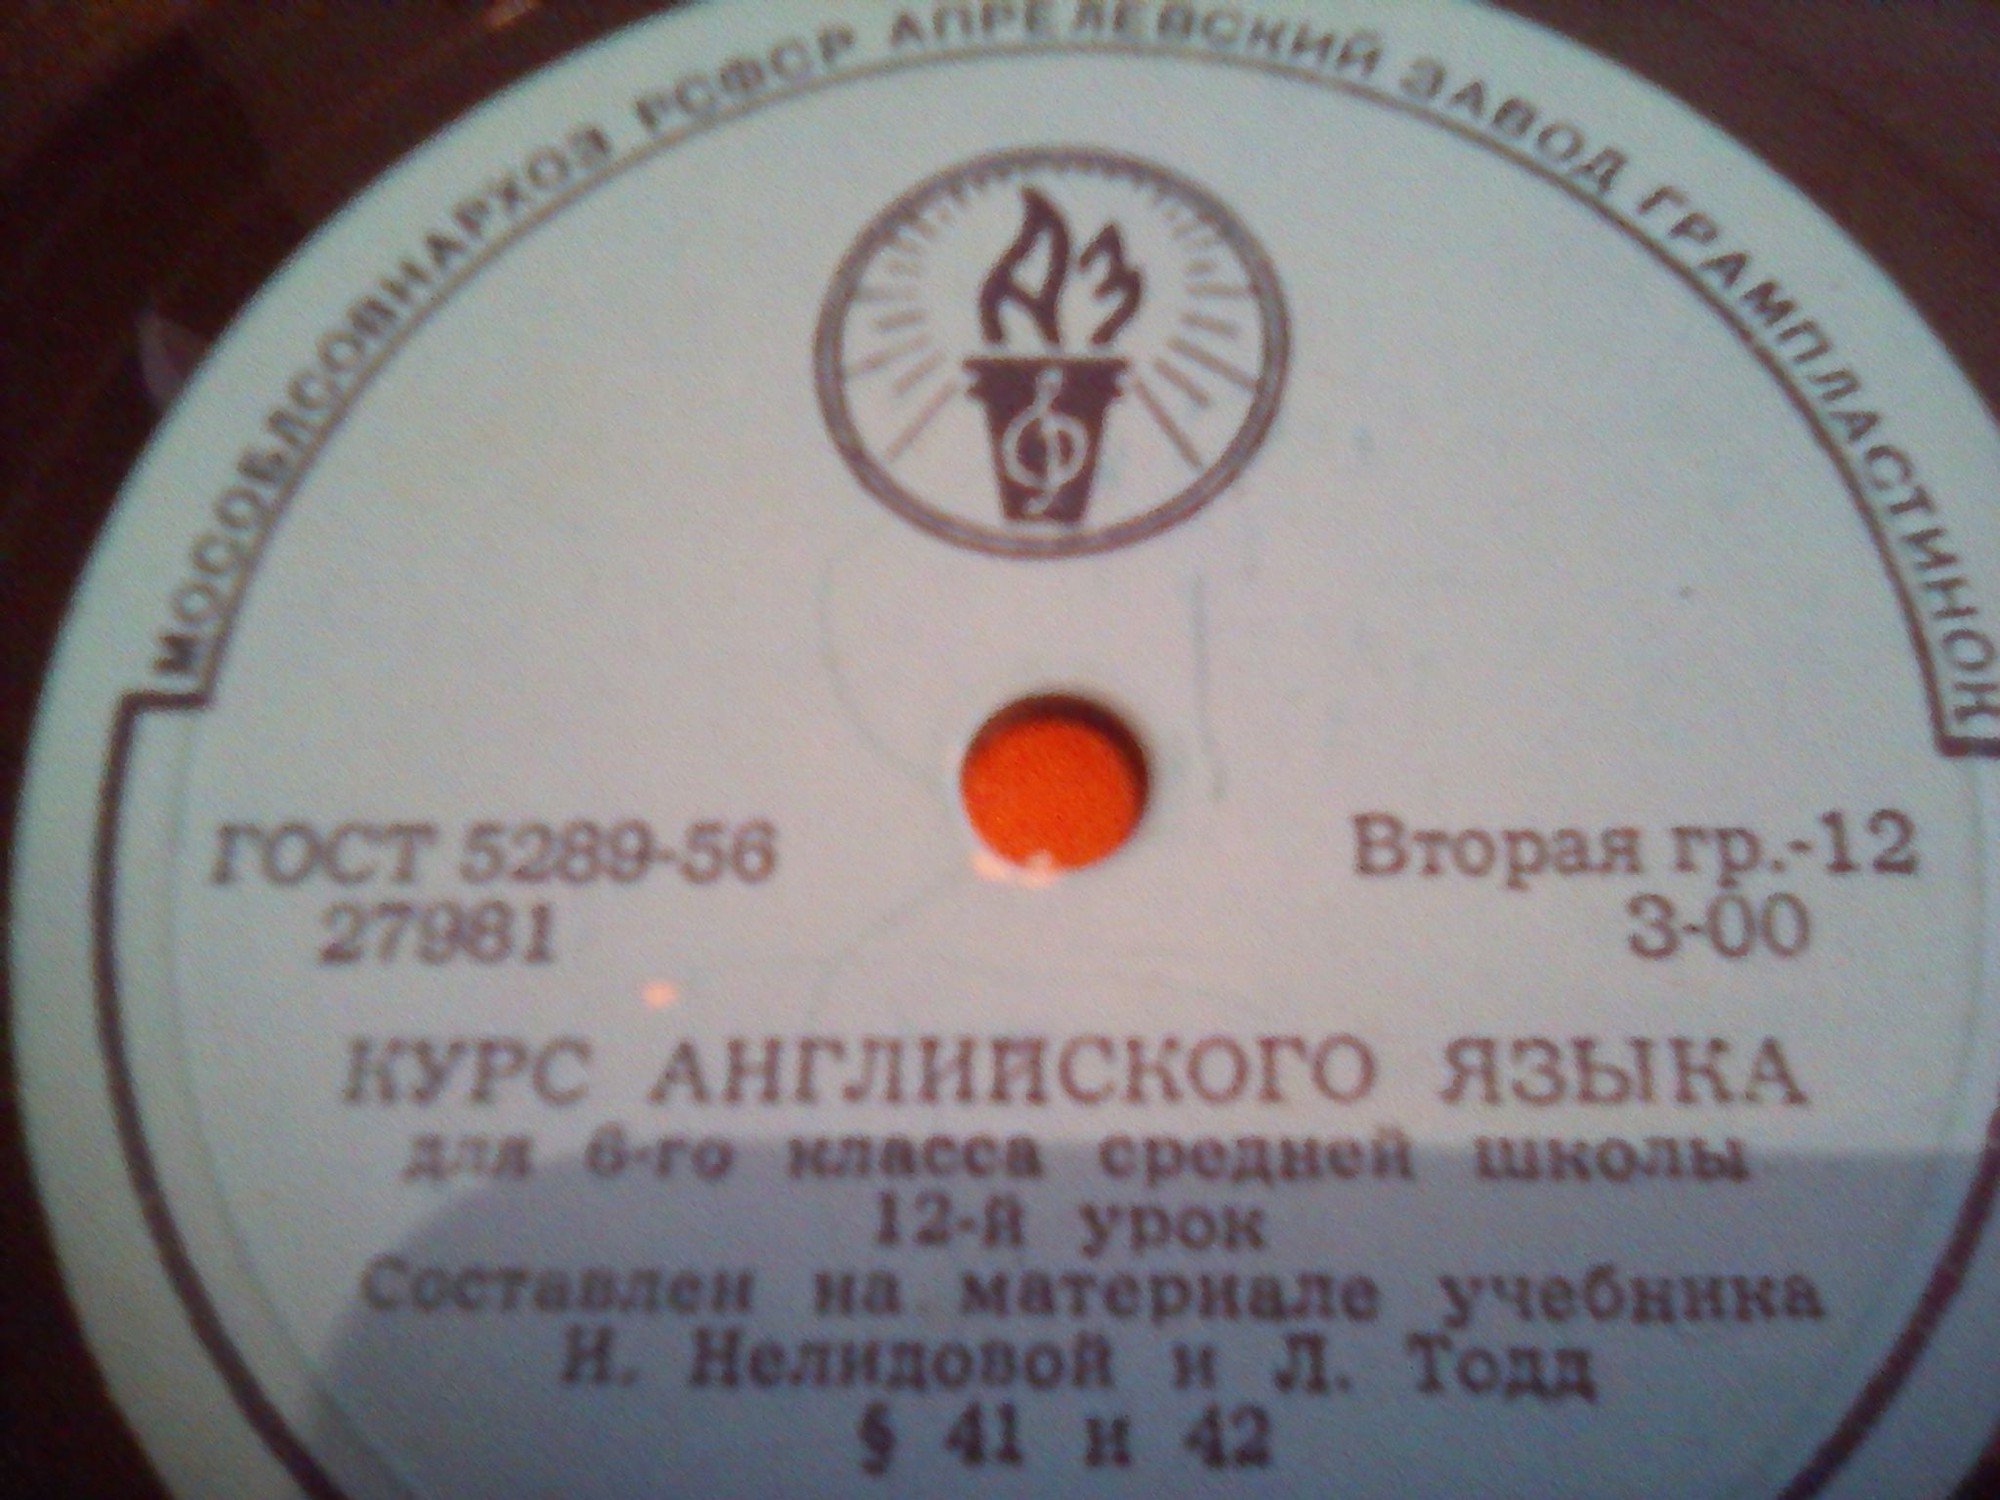 МОСОБЛСОВНАРХОЗ РСФСР АПРЕЛЕВСКИЙ ЗАВОД ГРАМПЛАСТИНОК
АЗ
ГОСТ 5289-56
27981
Вторая гр.-12
3-00
КУРС АНГЛИЙСКОГО ЯЗЫКА
для 6-го класса средней школы
12-й урок
Составлен на материале учебника
И. Нелидовой и Л. Тодд
§ 41 и 42